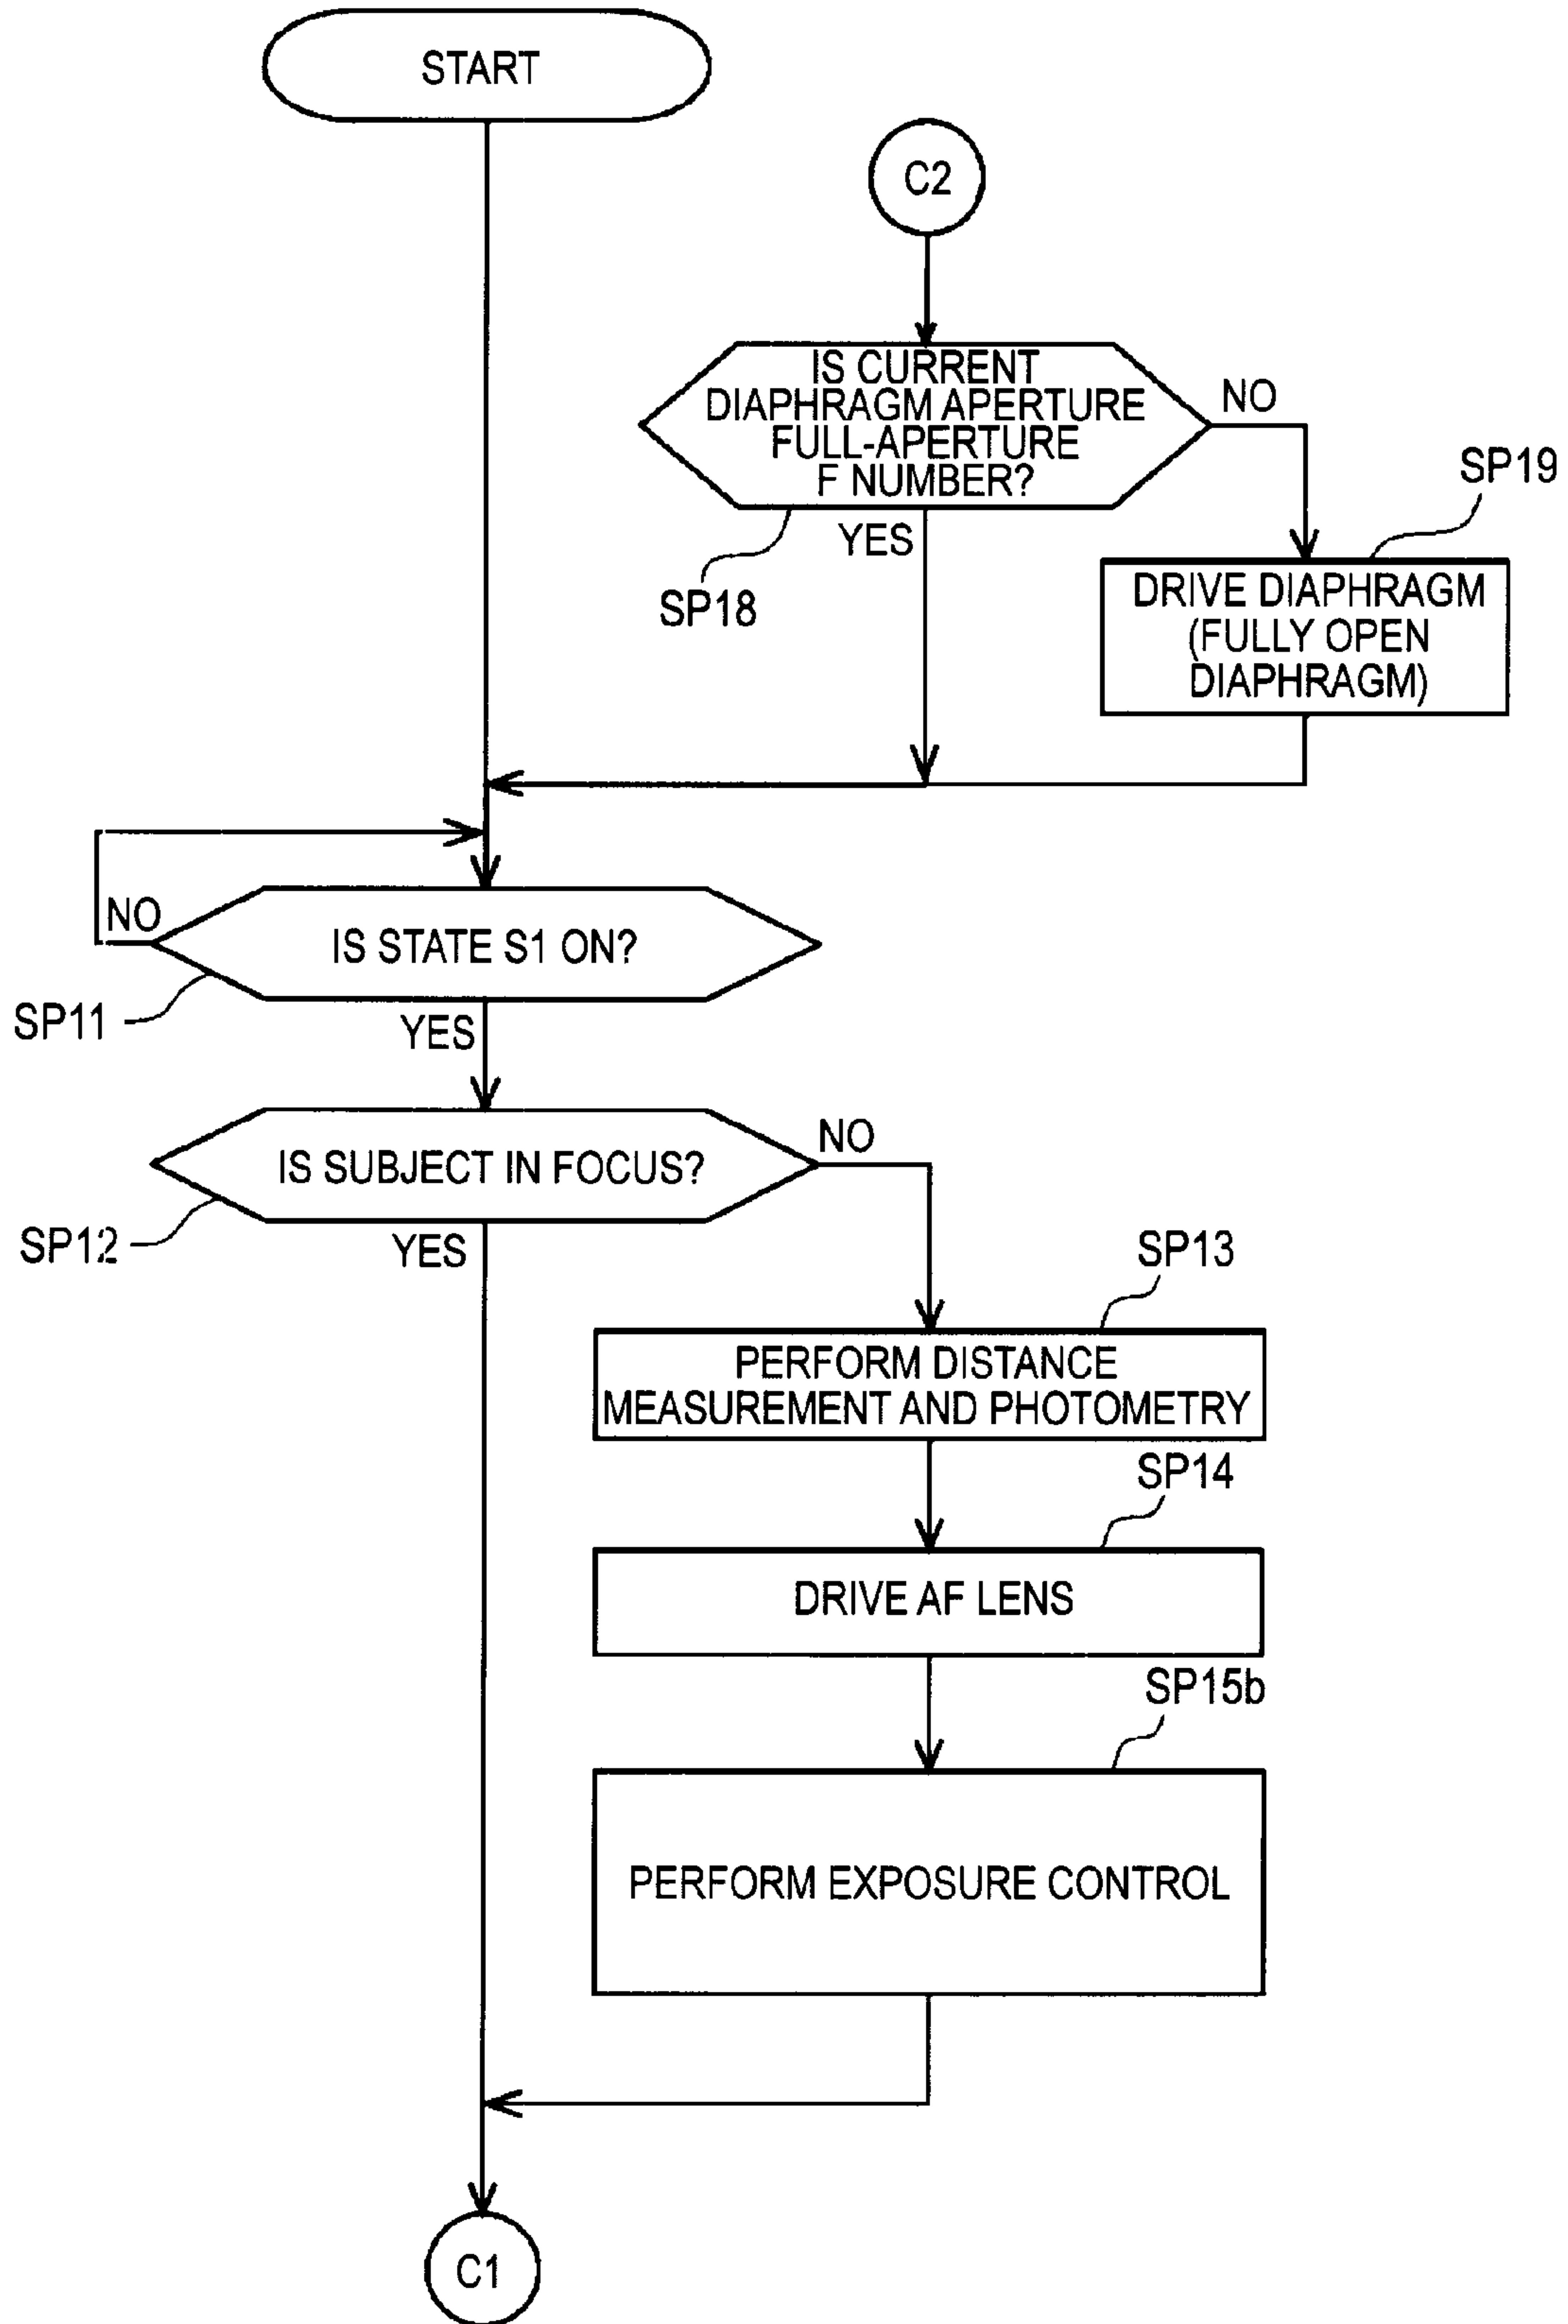 START
C2
IS CURRENT
DIAPHRAGM APERTURE
FULL-APERTURE
F NUMBER?
NO
YES
SP18
SP19
DRIVE DIAPHRAGM
(FULLY OPEN
DIAPHRAGM)
NO
IS STATE S1 ON?
SP11
YES
IS SUBJECT IN FOCUS?
NO
SP12
YES
SP13
PERFORM DISTANCE
MEASUREMENT AND PHOTOMETRY
SP14
DRIVE AF LENS
SP15b
PERFORM EXPOSURE CONTROL
C1